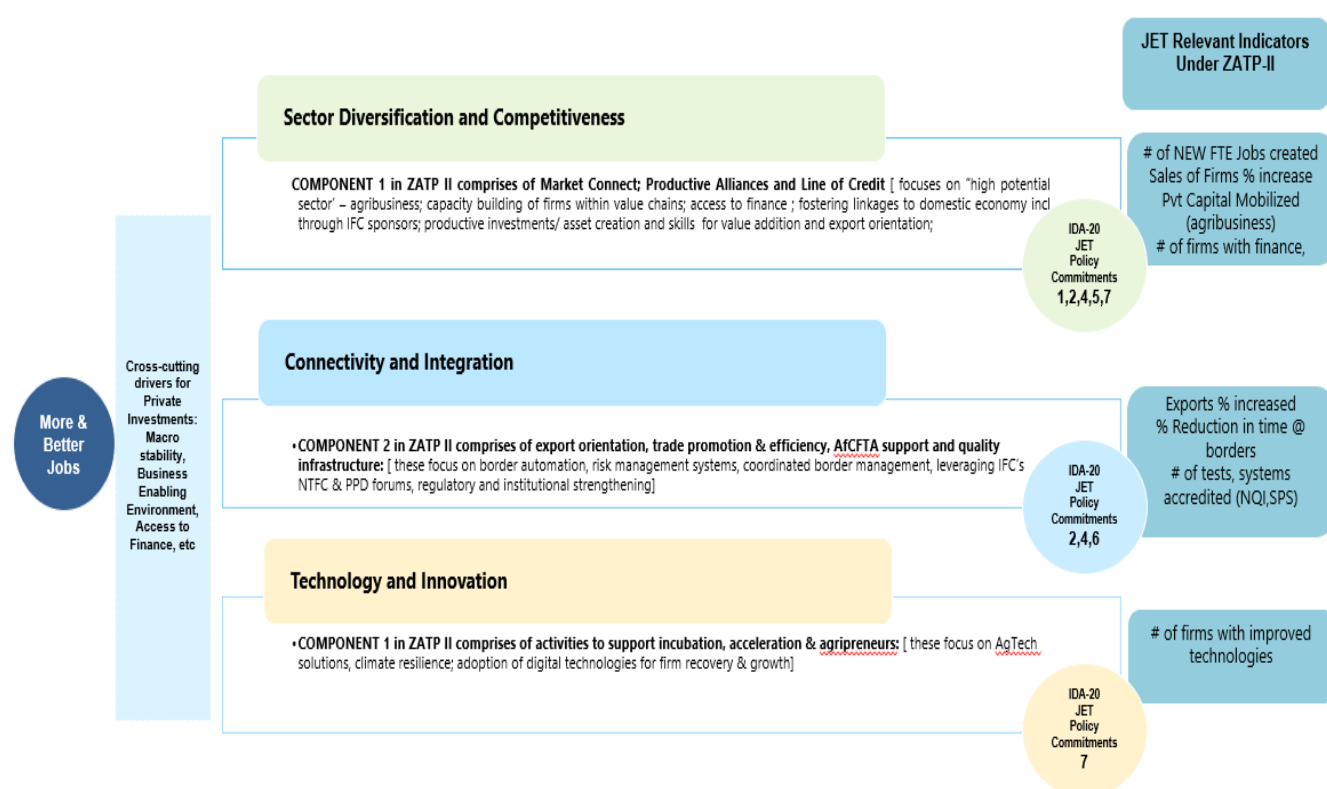 JET Relevant Indicators
Under ZATP-II
Sector Diversification and Competitiveness
COMPONENT 1 in ZATP II comprises of Market Connect; Productive Alliances and Line of Credit [ focuses on “high potential
sector’ – agribusiness; capacity building of firms within value chains; access to finance ; fostering linkages to domestic economy incl
through IFC sponsors; productive investments/ asset creation and skills for value addition and export orientation;
IDA-20
JET
Policy
Commitments
1,2,4,5,7
# of NEW FTE Jobs created
Sales of Firms % increase
Pvt Capital Mobilized
(agribusiness)
# of firms with finance,
More &
Better
Jobs
Cross-cutting
drivers for
Private
Investments:
Macro
stability,
Business
Enabling
Environment,
Access to
Finance, etc
Connectivity and Integration
•COMPONENT 2 in ZATP II comprises of export orientation, trade promotion & efficiency, AfCFTA support and quality
infrastructure: [ these focus on border automation, risk management systems, coordinated border management, leveraging IFC’s
NTFC & PPD forums, regulatory and institutional strengthening]
IDA-20
JET
Policy
Commitments
2,4,6
Exports % increased
% Reduction in time @
borders
# of tests, systems
accredited (NQI,SPS)
Technology and Innovation
•COMPONENT 1 in ZATP II comprises of activities to support incubation, acceleration & agripreneurs: [ these focus on AgTech
solutions, climate resilience; adoption of digital technologies for firm recovery & growth]
IDA-20
JET
Policy
Commitments
7
# of firms with improved
technologies